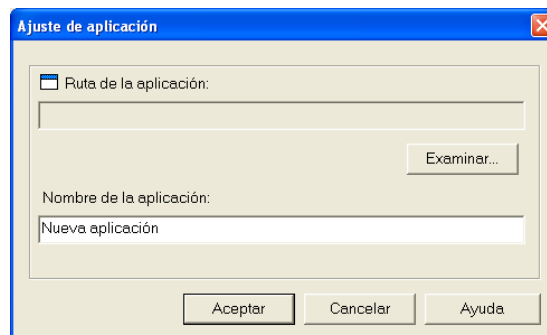 Ajuste de aplicación
Ruta de la aplicación:
Examinar...
Nombre de la aplicación:
Nueva aplicación
Aceptar Cancelar Ayuda